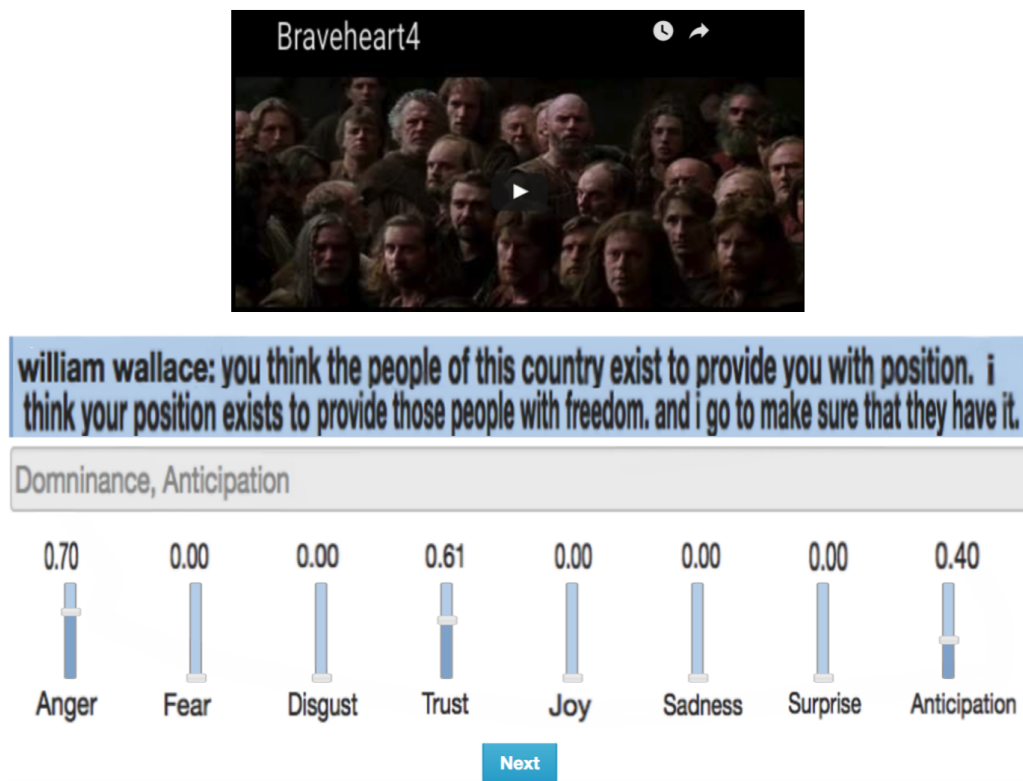 Braveheart4
william wallace: you think the people of this country exist to provide you with position. i
think your position exists to provide those people with freedom. and i go to make sure that they have it.
Domninance, Anticipation
0.70 0.00 0.00 0.61 0.00 0.00 0.00 0.40
Anger Fear Disgust Trust Joy Sadness Surprise Anticipation
Next